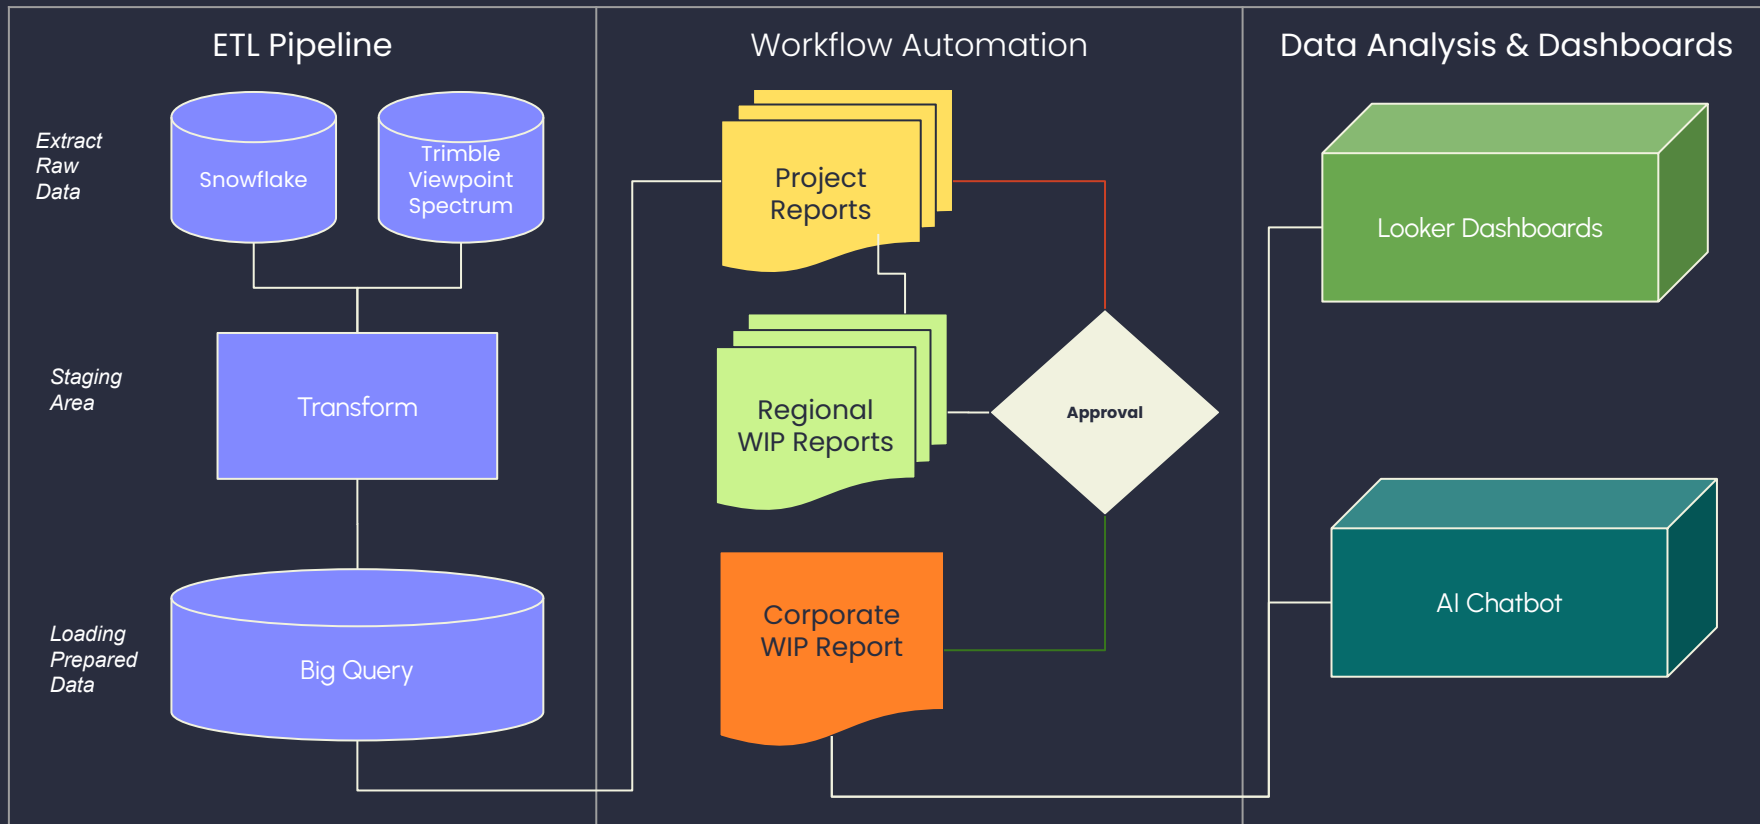 ETL Pipeline
Extract
Raw
Data
Snowflake
Trimble
Viewpoint
Spectrum
Staging
Area
Transform
Loading
Prepared
Data
Big Query
Workflow Automation
Project
Reports
Regional
WIP Reports
Approval
Corporate
WIP Report
Data Analysis & Dashboards
Looker Dashboards
AI Chatbot